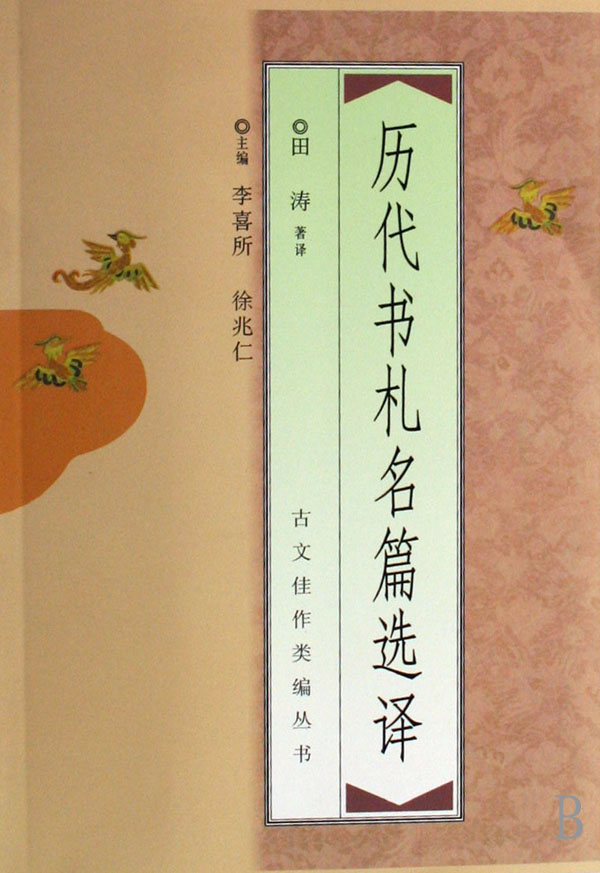 历代书札名篇选译
◎田涛 著译
古文佳作类编丛书
◎主编 李喜所 徐兆仁
B